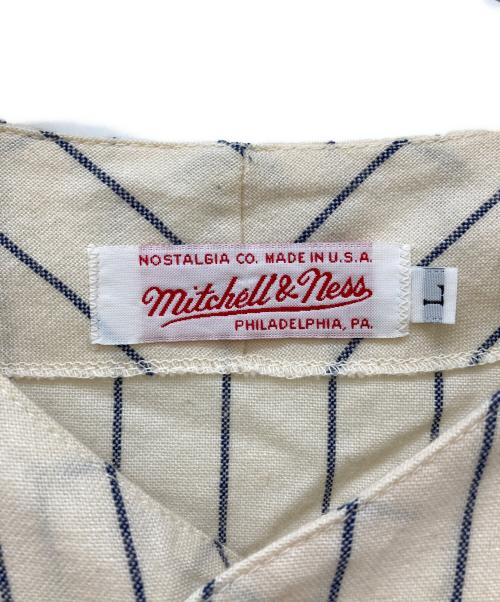 NOSTALGIA CO. MADE IN U.S.A.
Mitchell & Ness
PHILADELPHIA, PA.
L